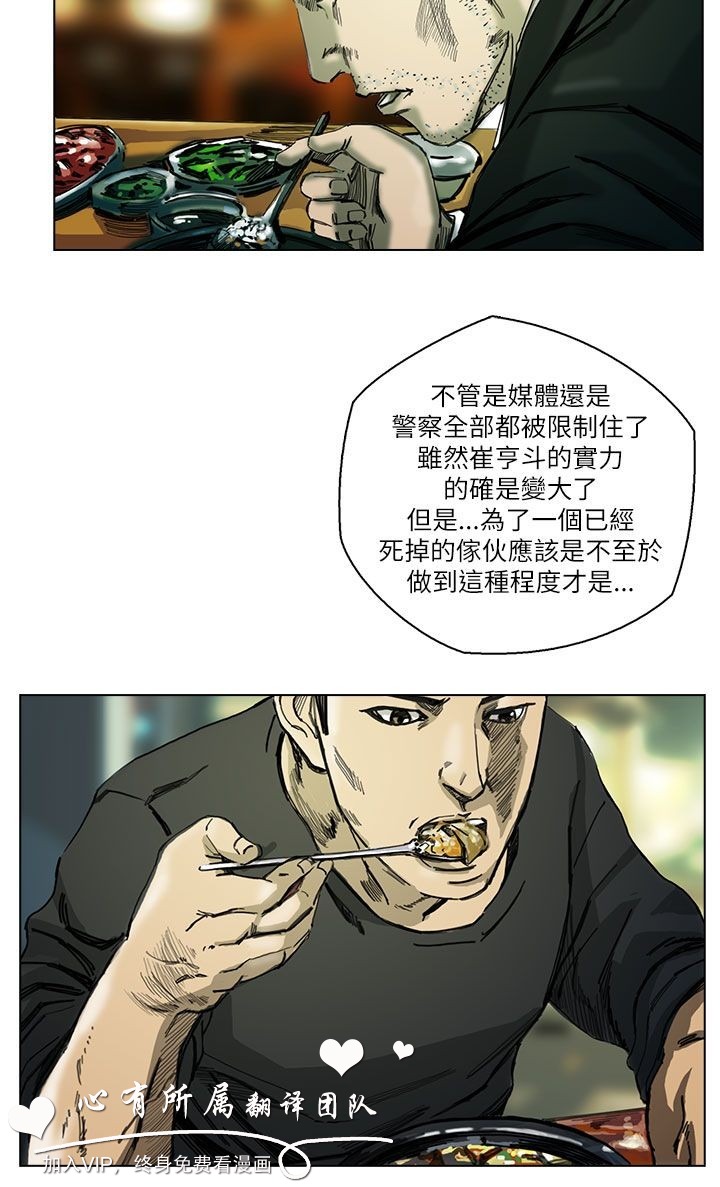 不管是媒體還是
警察全部都被限制住了
雖然崔亨斗的實力
的確是變大了
但是...為了一個已經
死掉的傢伙應該是不至於
做到這種程度才是...
心有所属翻译团队
加入VIP，终身免费看漫画